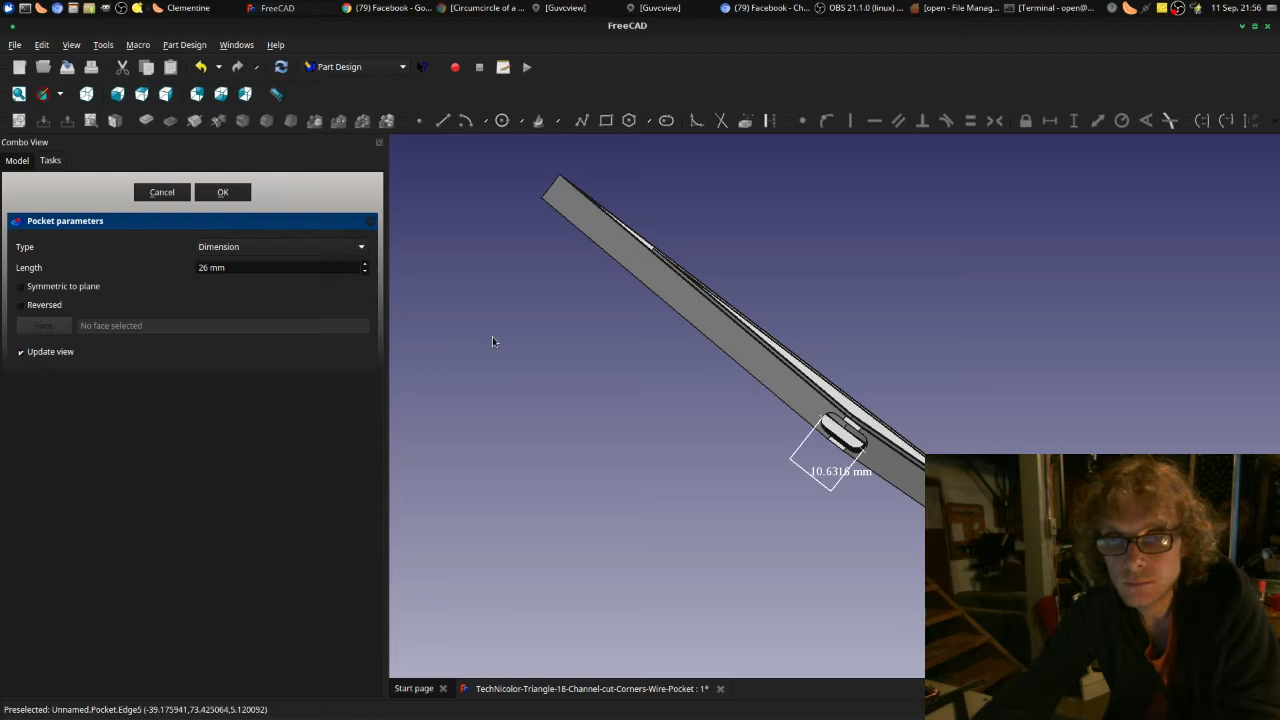 Clementine
FreeCAD
(79) Facebook - Go...
[Circumcircle of a ...
[Guvcview]
[Guvcview]
(79) Facebook - Ch...
OBS 21.1.0 (linux) ...
[open - File Manag...
[Terminal - open@...
11 Sep, 21:56
FreeCAD
File Edit View Tools Macro Part Design Windows Help
Part Design
Combo View
Model Tasks
Cancel OK
Pocket parameters
Type Dimension
Length 26 mm
Symmetric to plane
Reversed
Face No face selected
Update view
10.6316 mm
Start page TechNicolor-Triangle-18-Channel-cut-Corners-Wire-Pocket : 1*
Preselected: Unnamed.Pocket.Edge5 (-39.175941,73.425064,5.120092)